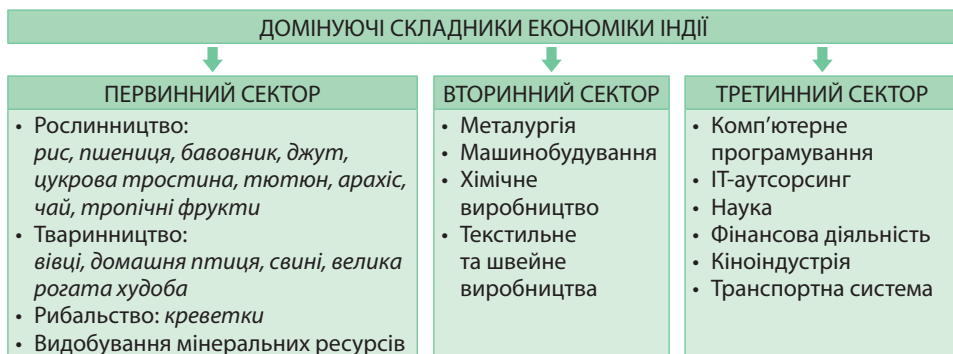 ДОМІНУЮЧІ СКЛАДНИКИ ЕКОНОМІКИ ІНДІЇ
ПЕРВИННИЙ СЕКТОР
• Рослинництво:
рис, пшениця, бавовник, джут,
цукрова тростина, тютюн, арахіс,
чай, тропічні фрукти
• Тваринництво:
вівці, домашня птиця, свині, велика
рогата худоба
• Рибальство: креветки
• Видобування мінеральних ресурсів
ВТОРИННИЙ СЕКТОР
• Металургія
• Машинобудування
• Хімічне
виробництво
• Текстильне
та швейне
виробництва
ТРЕТИННИЙ СЕКТОР
• Комп’ютерне
програмування
• ІТ-аутсорсинг
• Наука
• Фінансова діяльність
• Кіноіндустрія
• Транспортна система